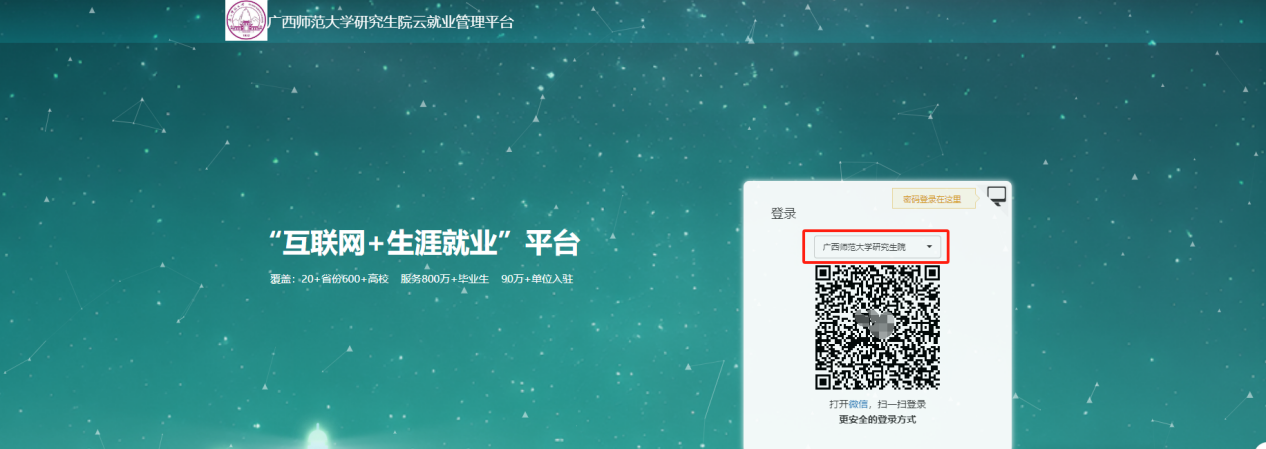 广西师范大学研究生院云就业管理平台
密码登录在这里
登录
广西师范大学研究生院
“互联网+生涯就业”平台
覆盖：20+省份600+高校 服务800万+毕业生 90万+单位入驻
打开微信，扫一扫登录
更安全的登录方式